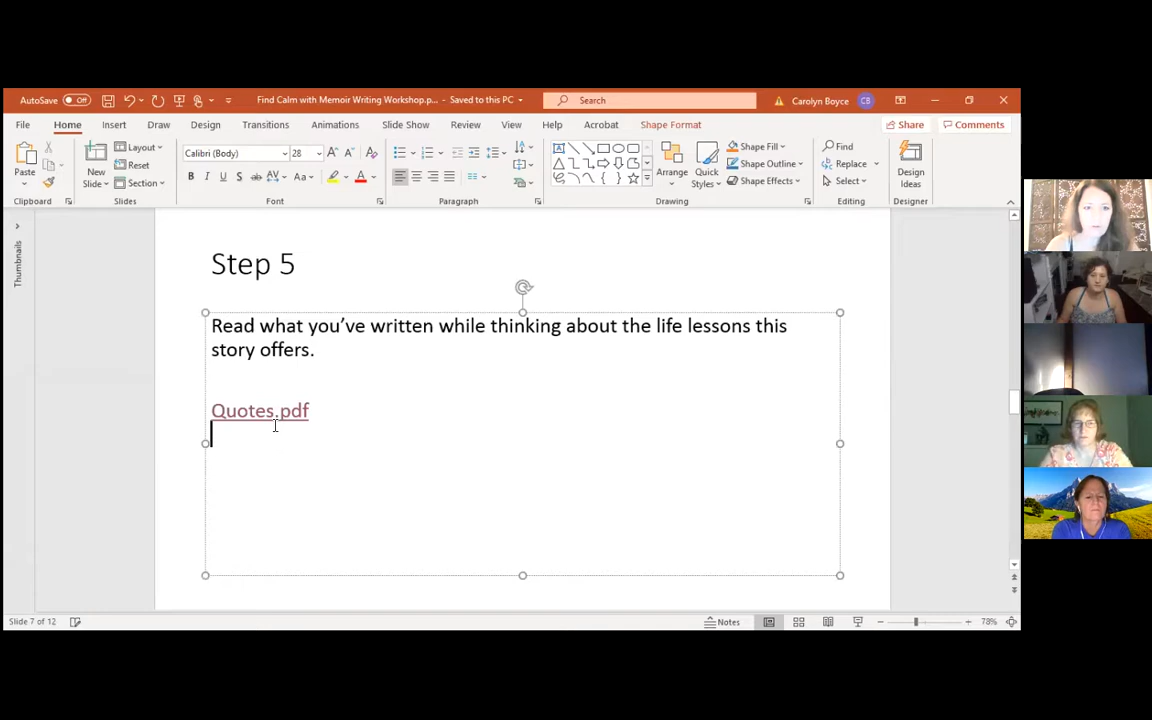 AutoSave Off Find Calm with Memoir Writing Workshop.p... - Saved to this PC Search Carolyn Boyce CB
File Home Insert Draw Design Transitions Animations Slide Show Review View Help Acrobat Shape Format Share Comments
Paste New Slide Layout Reset Section Calibri (Body) 28 Arrange Quick Styles Shape Fill Shape Outline Shape Effects Find Replace Select Design Ideas
Clipboard Slides Font Paragraph Drawing Editing Designer
Thumbnails
Step 5
Read what you've written while thinking about the life lessons this
story offers.
Quotes.pdf
Slide 7 of 12 Notes 78%